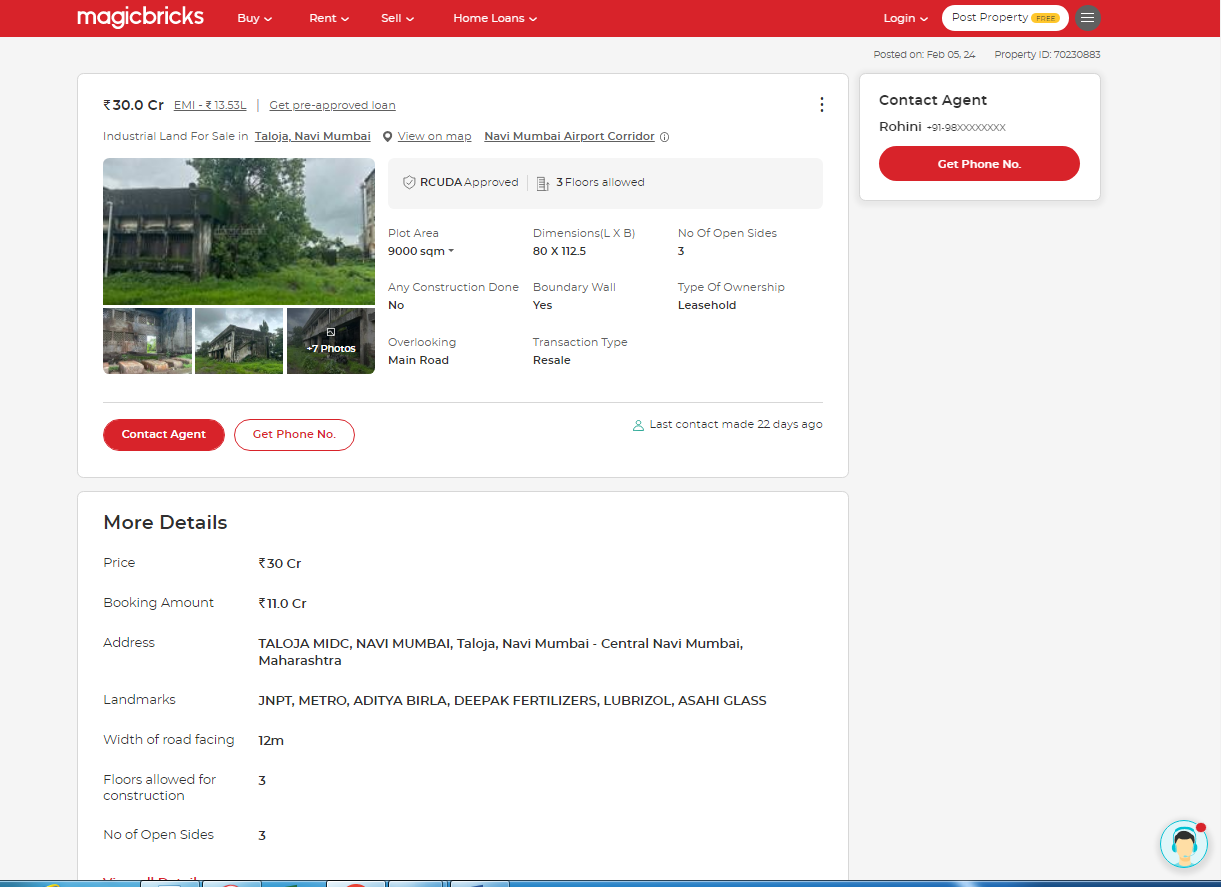 magicbricks
Buy
Rent
Sell
Home Loans
Login
Post Property FREE
Posted on: Feb 05, 24 Property ID: 70230883
₹30.0 Cr EMI - ₹13.53L | Get pre-approved loan
Industrial Land For Sale in Taloja, Navi Mumbai View on map Navi Mumbai Airport Corridor
magicbricks
+7 Photos
RCUDA Approved
3 Floors allowed
Plot Area
9000 sqm
Dimensions(L X B)
80 X 112.5
No Of Open Sides
3
Any Construction Done
No
Boundary Wall
Yes
Type Of Ownership
Leasehold
Overlooking
Main Road
Transaction Type
Resale
Contact Agent
Get Phone No.
Last contact made 22 days ago
Contact Agent
Rohini +91-98XXXXXXXX
Get Phone No.
More Details
Price ₹30 Cr
Booking Amount ₹11.0 Cr
Address TALOJA MIDC, NAVI MUMBAI, Taloja, Navi Mumbai - Central Navi Mumbai,
Maharashtra
Landmarks JNPT, METRO, ADITYA BIRLA, DEEPAK FERTILIZERS, LUBRIZOL, ASAHI GLASS
Width of road facing 12m
Floors allowed for 3
construction
No of Open Sides 3